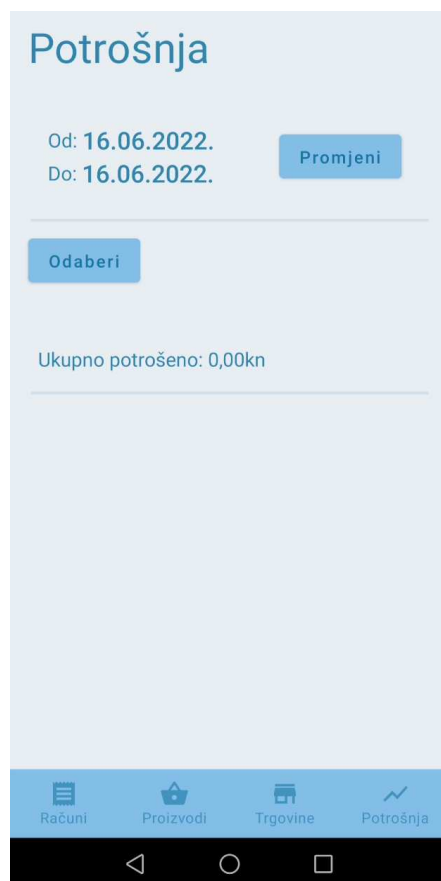 Potrošnja
Od: 16.06.2022.
Do: 16.06.2022.
Promjeni
Odaberi
Ukupno potrošeno: 0,00kn
Računi Proizvodi Trgovine Potrošnja